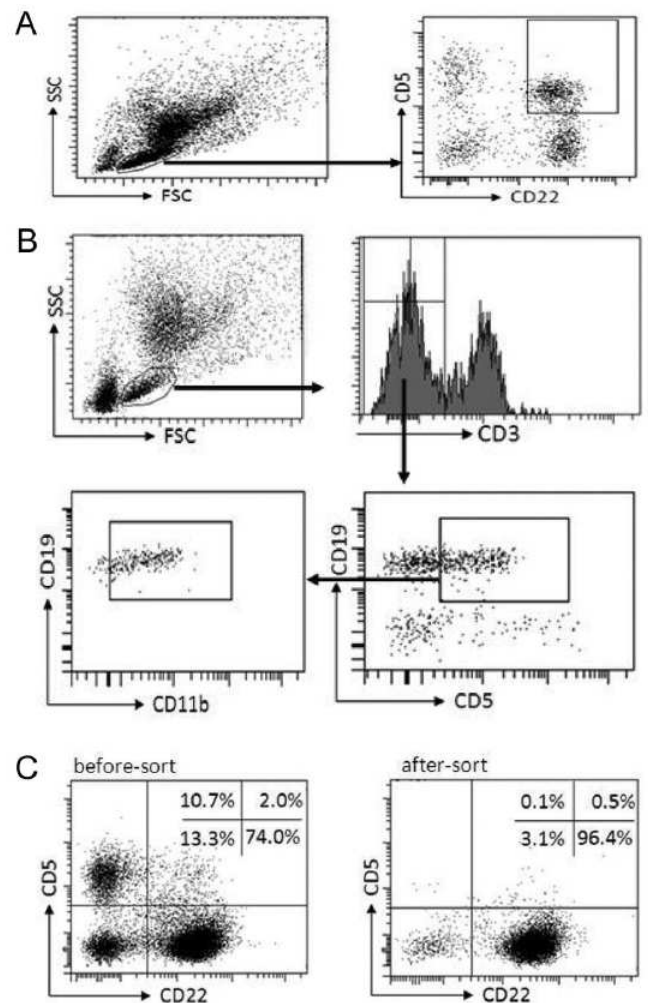 A
SSC
FSC
CD5
CD22
B
SSC
FSC
CD3
CD19
CD11b
CD19
CD5
C
before-sort
10.7% 2.0%
13.3% 74.0%
CD5
CD22
after-sort
0.1% 0.5%
3.1% 96.4%
CD5
CD22